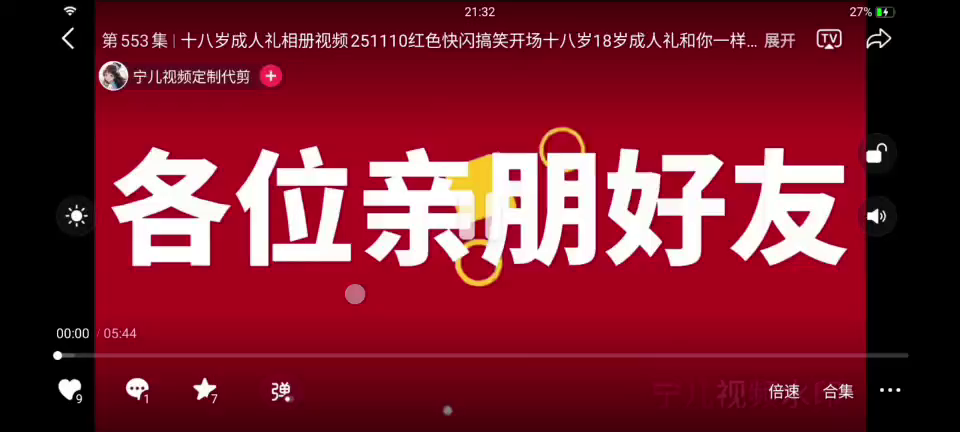 21:32
27%
第553集 | 十八岁成人礼相册视频251110红色快闪搞笑开场十八岁18岁成人礼和你一样... 展开
TV
宁儿视频定制代剪
各位亲朋好友
00:00 / 05:44
9
1
7
弹
宁儿视频
倍速
合集